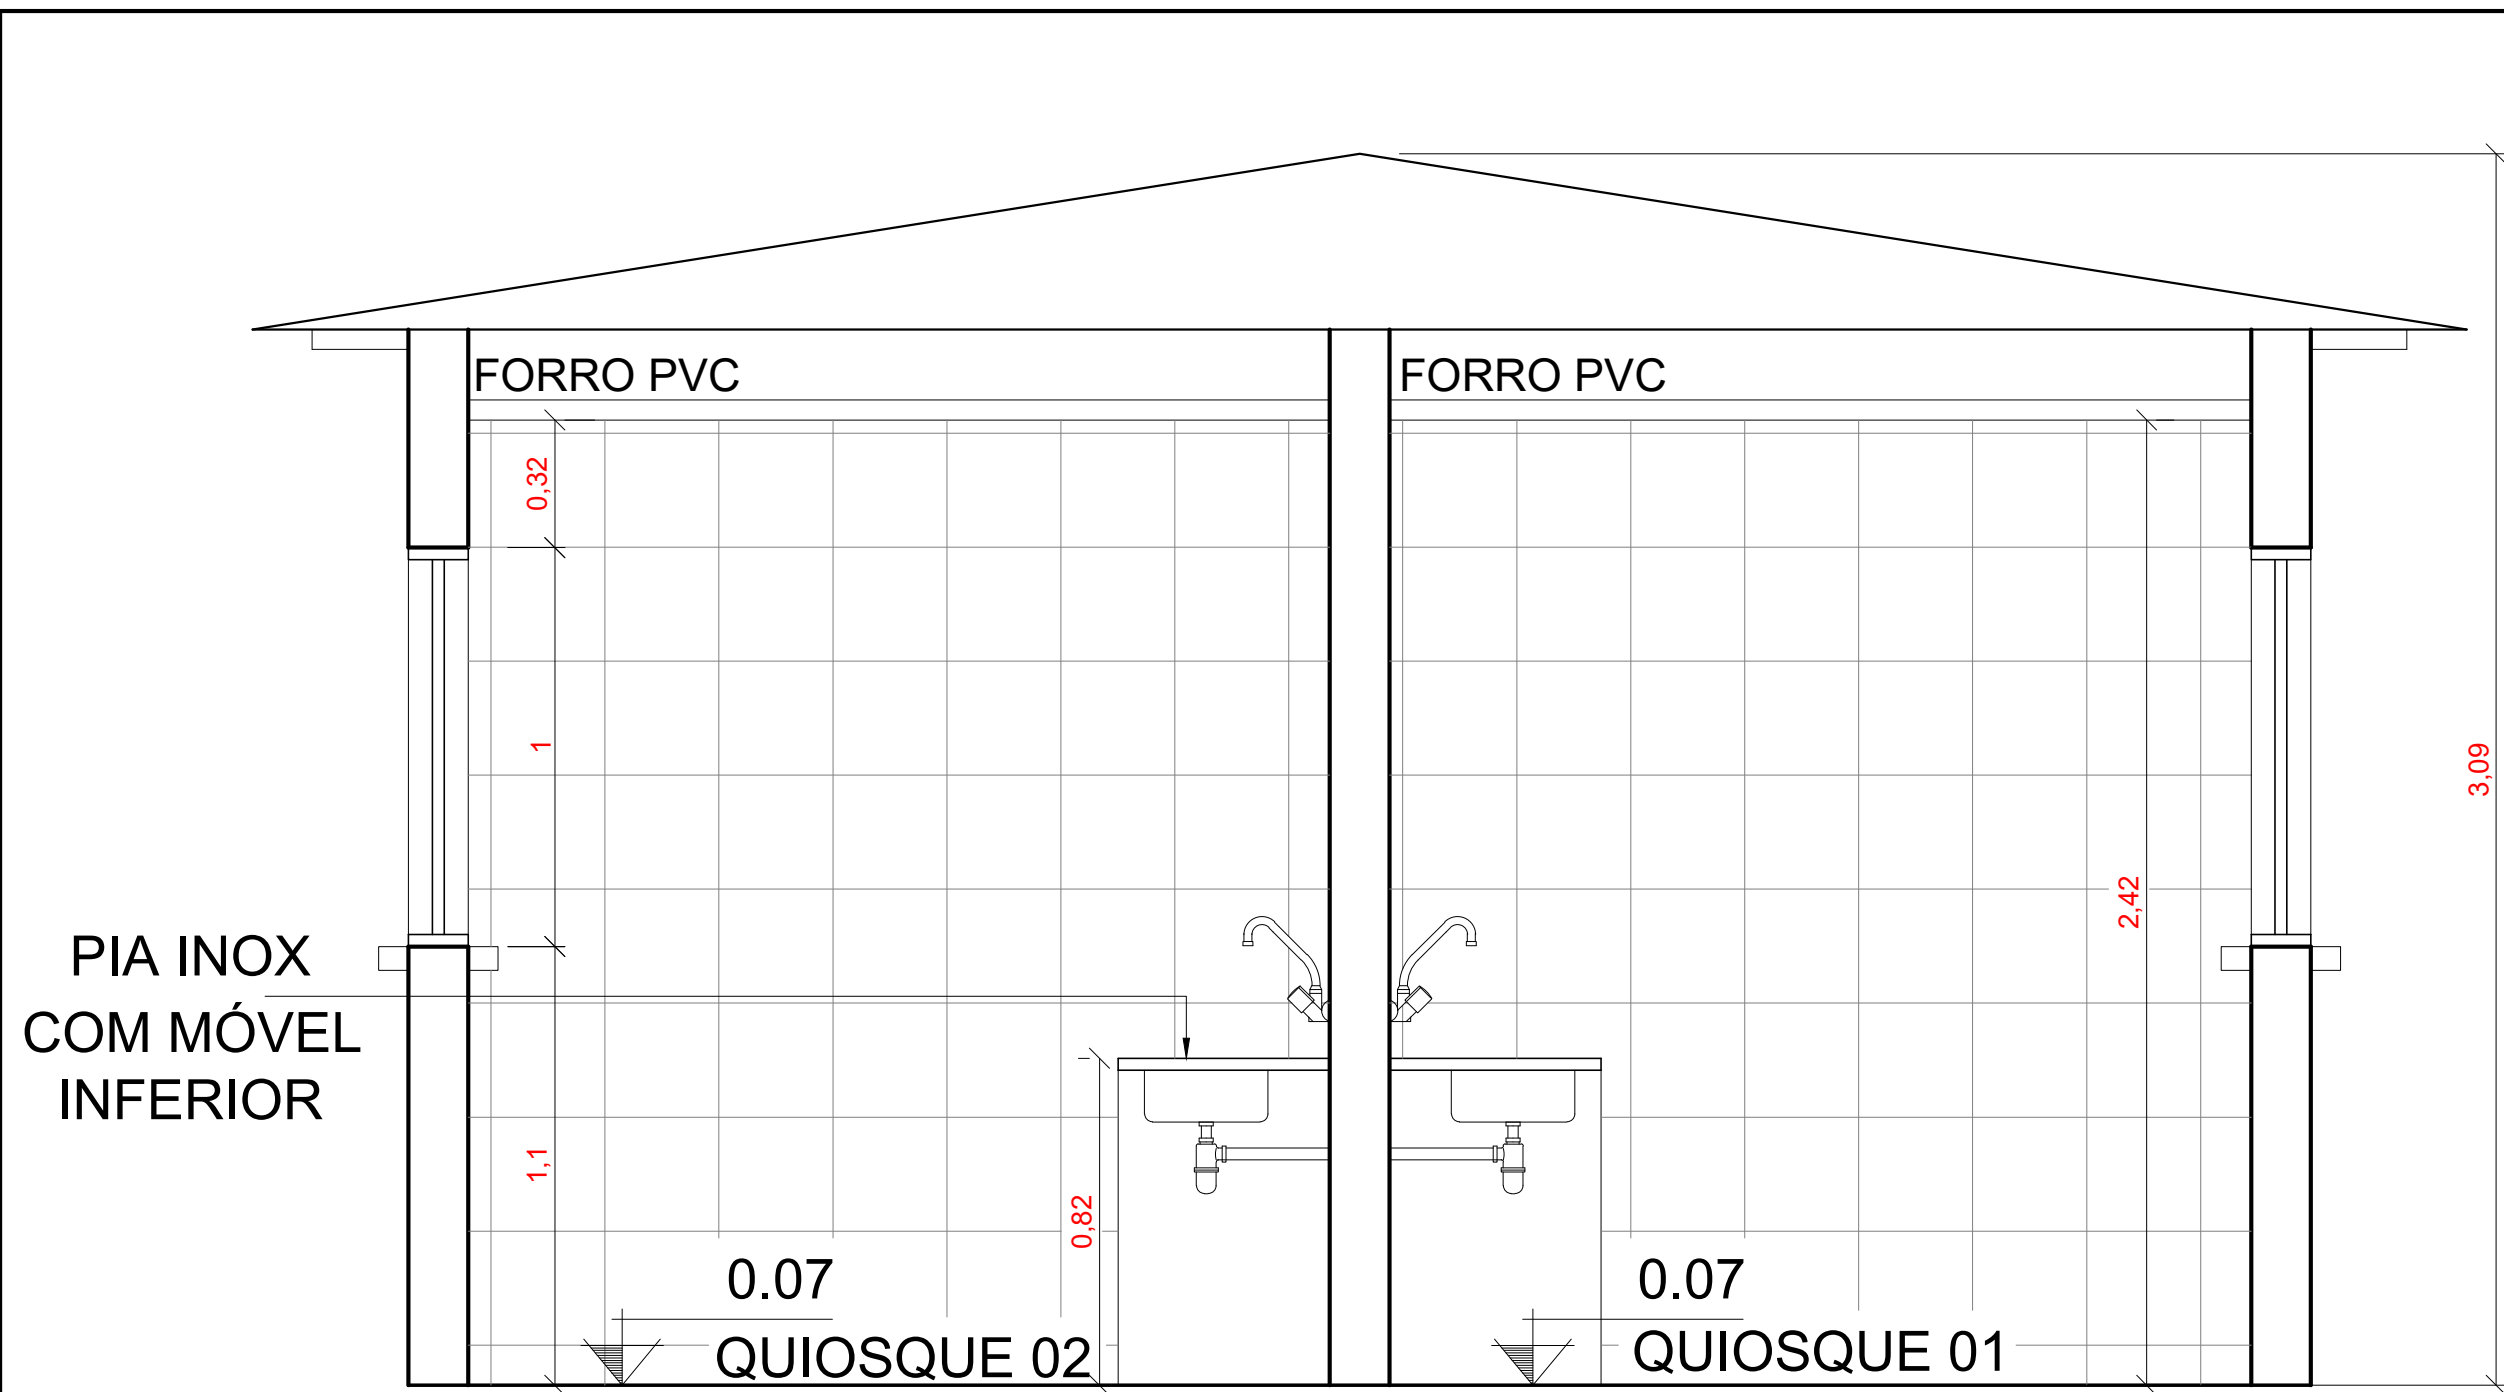 FORRO PVC
FORRO PVC
0,32
1
3,09
2,42
PIA INOX
COM MÓVEL
INFERIOR
1,1
0,82
0.07
0.07
QUIOSQUE 02
QUIOSQUE 01